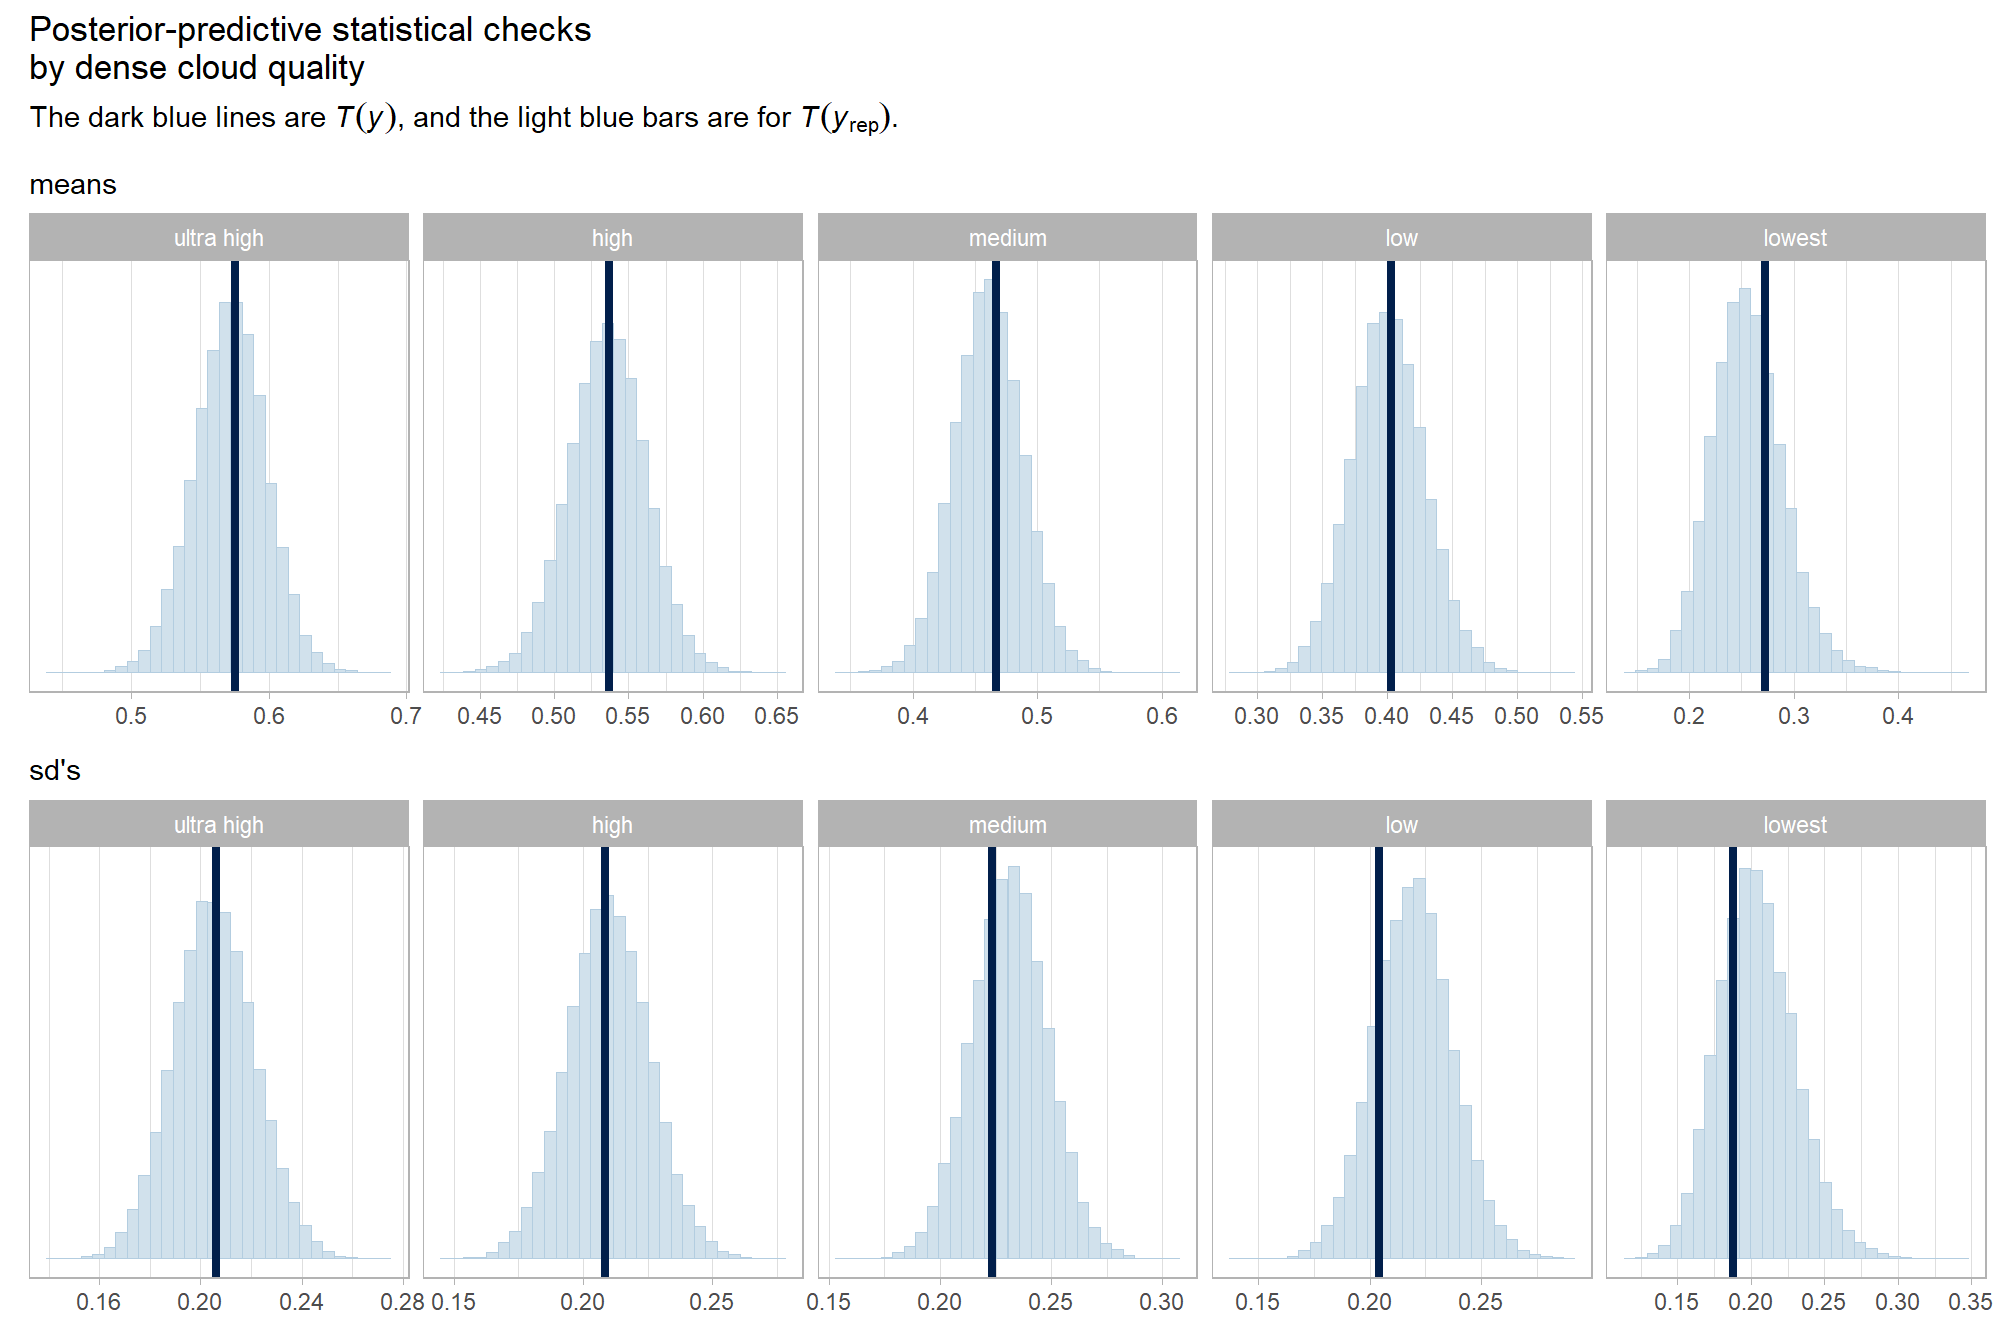 Posterior-predictive statistical checks
by dense cloud quality
The dark blue lines are T(y), and the light blue bars are for T(yrep).
means
ultra high high medium low lowest
0.5 0.6 0.7 0.45 0.50 0.55 0.60 0.65 0.4 0.5 0.6 0.30 0.35 0.40 0.45 0.50 0.55 0.2 0.3 0.4
sd's
ultra high high medium low lowest
0.16 0.20 0.24 0.28 0.15 0.20 0.25 0.15 0.20 0.25 0.30 0.15 0.20 0.25 0.15 0.20 0.25 0.30 0.35